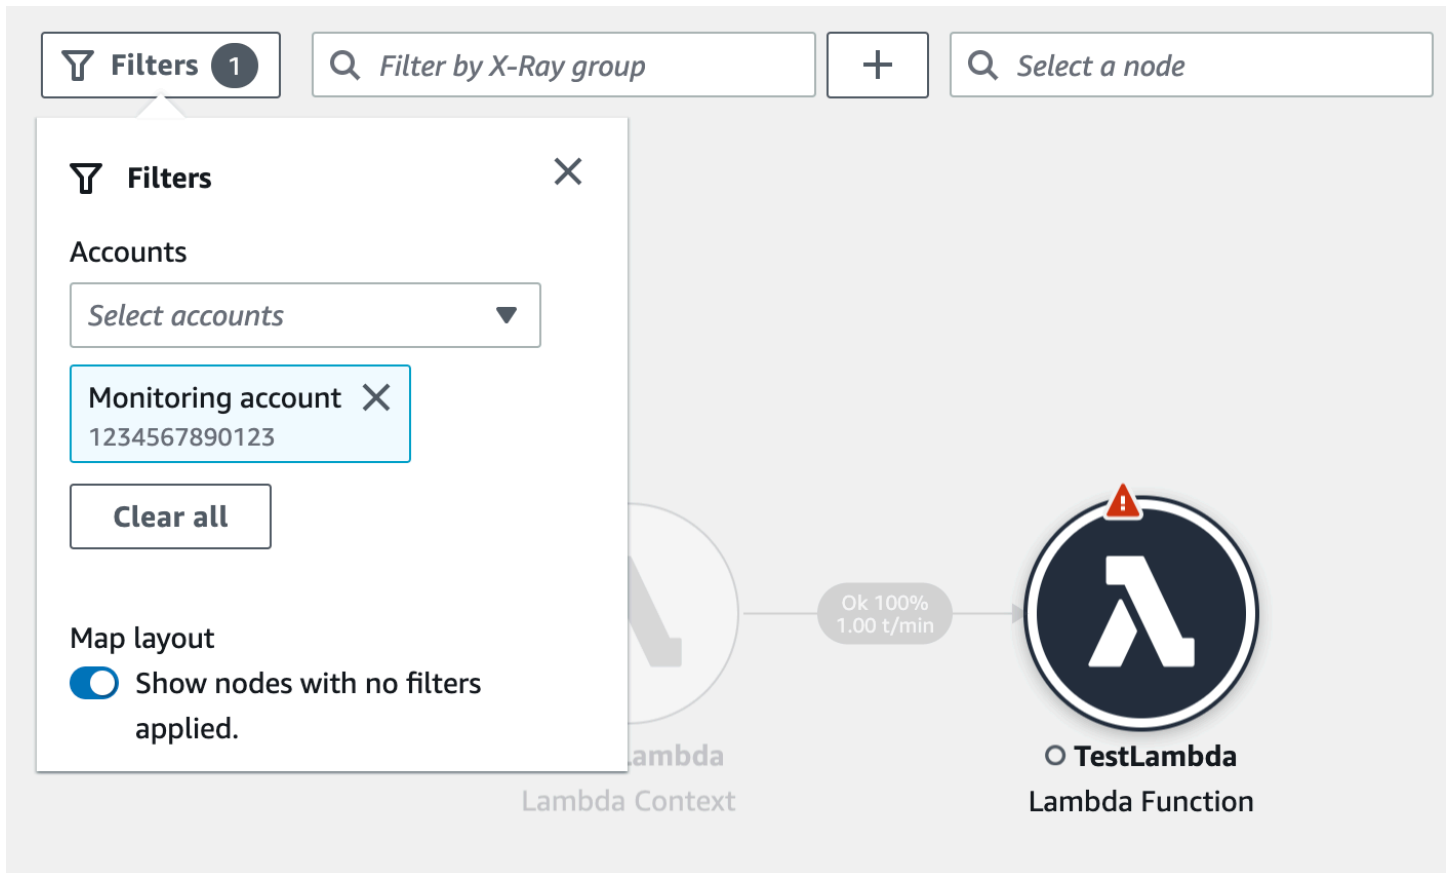 Filters 1
Filter by X-Ray group
+
Select a node
Filters
Accounts
Select accounts
Monitoring account
1234567890123
Clear all
Map layout
Show nodes with no filters
applied.
Ok 100%
1.00 t/min
Lambda Context
TestLambda
Lambda Function